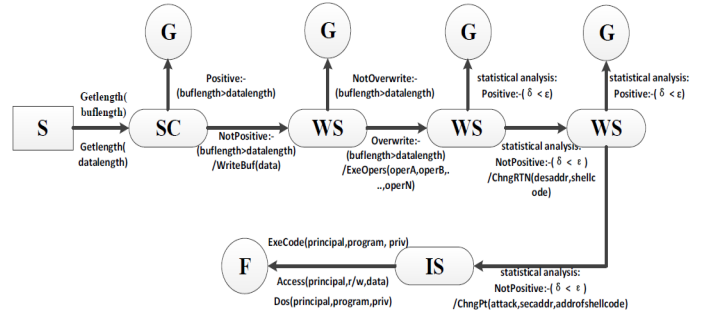 G
G
G
G
Positive:-
(buflength>datalength)
NotOverwrite:-
(buflength>datalength)
statistical analysis:
Positive:-( δ < ε)
statistical analysis:
Positive:-( δ < ε)
Getlength(
buflength)
S
SC
WS
WS
WS
Getlength(
datalength)
NotPositive:-
(buflength>datalength)
/WriteBuf(data)
Overwrite:-
(buflength>datalength)
/ExeOpers(operA,operB,.
..,operN)
statistical analysis:
NotPositive:-( δ < ε )
/ChngRTN(desaddr,shellc
ode)
ExeCode(principal,program, priv)
F
IS
Access(principal,r/w,data)
Dos(principal,program,priv)
statistical analysis:
NotPositive:-( δ < ε )
/ChngPt(attack,secaddr,addrofshellcode)